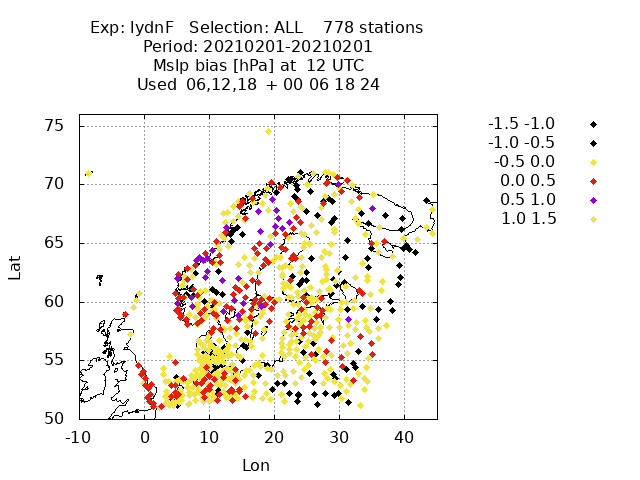 Exp: IydnF Selection: ALL 778 stations
Period: 20210201-20210201
Mslp bias [hPa] at 12 UTC
Used 06,12,18 + 00 06 18 24
-1.5 -1.0
-1.0 -0.5
-0.5 0.0
0.0 0.5
0.5 1.0
1.0 1.5
75
70
65
60
55
50
Lat
-10 0 10 20 30 40
Lon